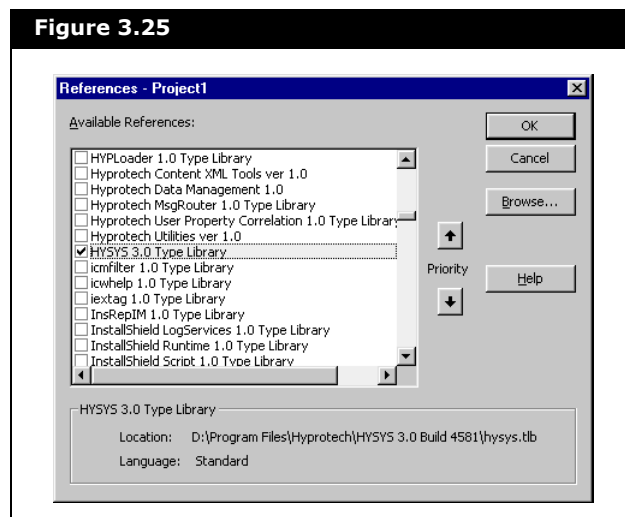 Figure 3.25
References - Project1
Available References:
HYPLoader 1.0 Type Library
Hyprotech Content XML Tools ver 1.0
Hyprotech Data Management 1.0
Hyprotech MsgRouter 1.0 Type Library
Hyprotech User Property Correlation 1.0 Type Library
Hyprotech Utilities ver 1.0
HYSYS 3.0 Type Library
icmfilter 1.0 Type Library
icwhelp 1.0 Type Library
iextag 1.0 Type Library
InsRepIM 1.0 Type Library
InstallShield LogServices 1.0 Type Library
InstallShield Runtime 1.0 Type Library
InstallShield Script 1.0 Type Library
OK
Cancel
Browse...
Priority
Help
HYSYS 3.0 Type Library
Location: D:\Program Files\Hyprotech\HYSYS 3.0 Build 4581\hysys.tlb
Language: Standard